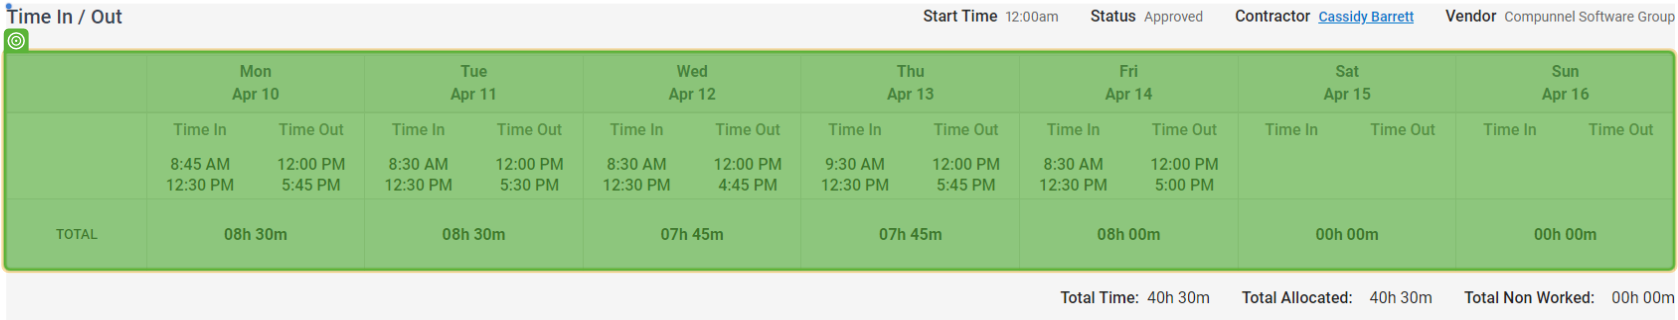 Time In / Out Start Time 12:00am Status Approved Contractor Cassidy Barrett Vendor Compunnel Software Group
Mon Tue Wed Thu Fri Sat Sun
Apr 10 Apr 11 Apr 12 Apr 13 Apr 14 Apr 15 Apr 16
Time In Time Out Time In Time Out Time In Time Out Time In Time Out Time In Time Out Time In Time Out Time In Time Out
8:45 AM 12:00 PM 8:30 AM 12:00 PM 8:30 AM 12:00 PM 9:30 AM 12:00 PM 8:30 AM 12:00 PM
12:30 PM 5:45 PM 12:30 PM 5:30 PM 12:30 PM 4:45 PM 12:30 PM 5:45 PM 12:30 PM 5:00 PM
TOTAL 08h 30m 08h 30m 07h 45m 07h 45m 08h 00m 00h 00m 00h 00m
Total Time: 40h 30m Total Allocated: 40h 30m Total Non Worked: 00h 00m